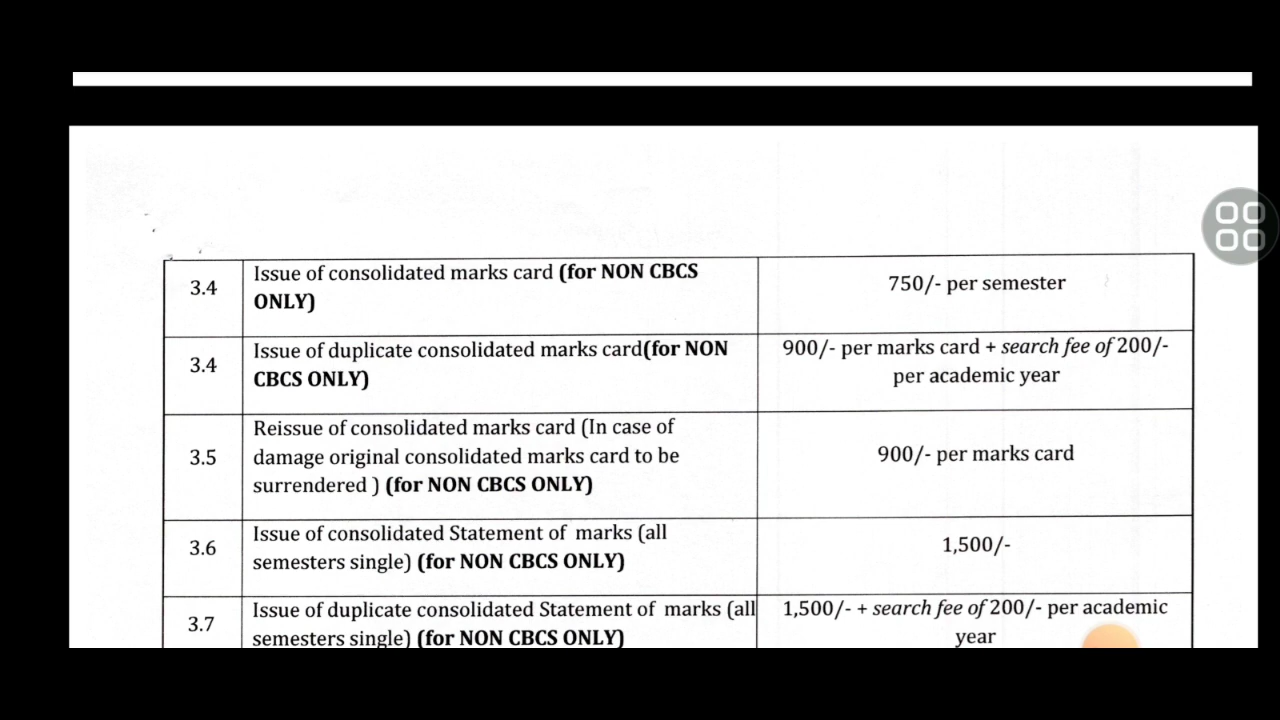 3.4
Issue of consolidated marks card (for NON CBCS
ONLY)
750/- per semester
3.4
Issue of duplicate consolidated marks card(for NON
CBCS ONLY)
900/- per marks card + search fee of 200/-
per academic year
3.5
Reissue of consolidated marks card (In case of
damage original consolidated marks card to be
surrendered ) (for NON CBCS ONLY)
900/- per marks card
3.6
Issue of consolidated Statement of marks (all
semesters single) (for NON CBCS ONLY)
1,500/-
3.7
Issue of duplicate consolidated Statement of marks (all
semesters single) (for NON CBCS ONLY)
1,500/- + search fee of 200/- per academic
year